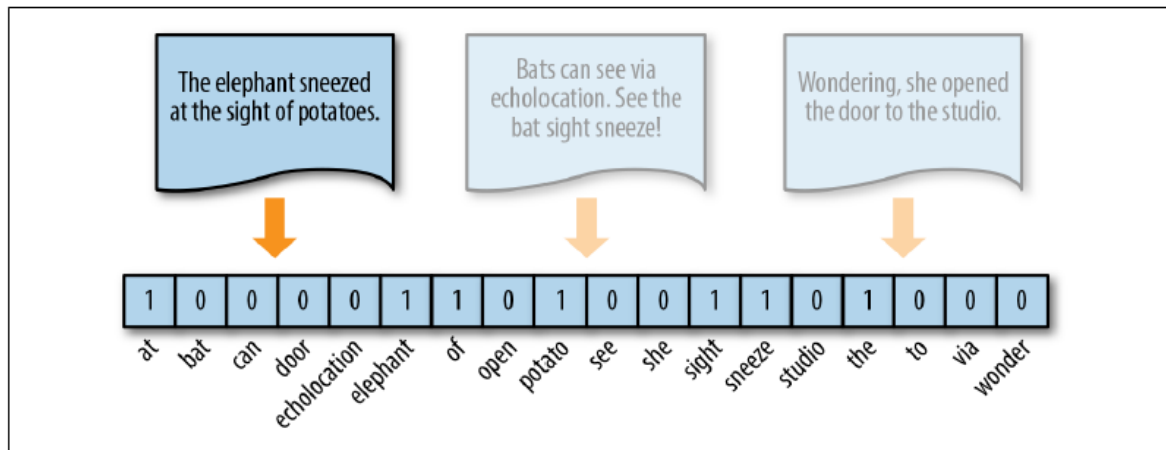 The elephant sneezed
at the sight of potatoes.
Bats can see via
echolocation. See the
bat sight sneeze!
Wondering, she opened
the door to the studio.
1 0 0 0 0 1 1 0 1 0 0 1 1 0 1 0 0 0
at bat can door echolocation elephant of open potato see she sight sneeze studio the to via wonder